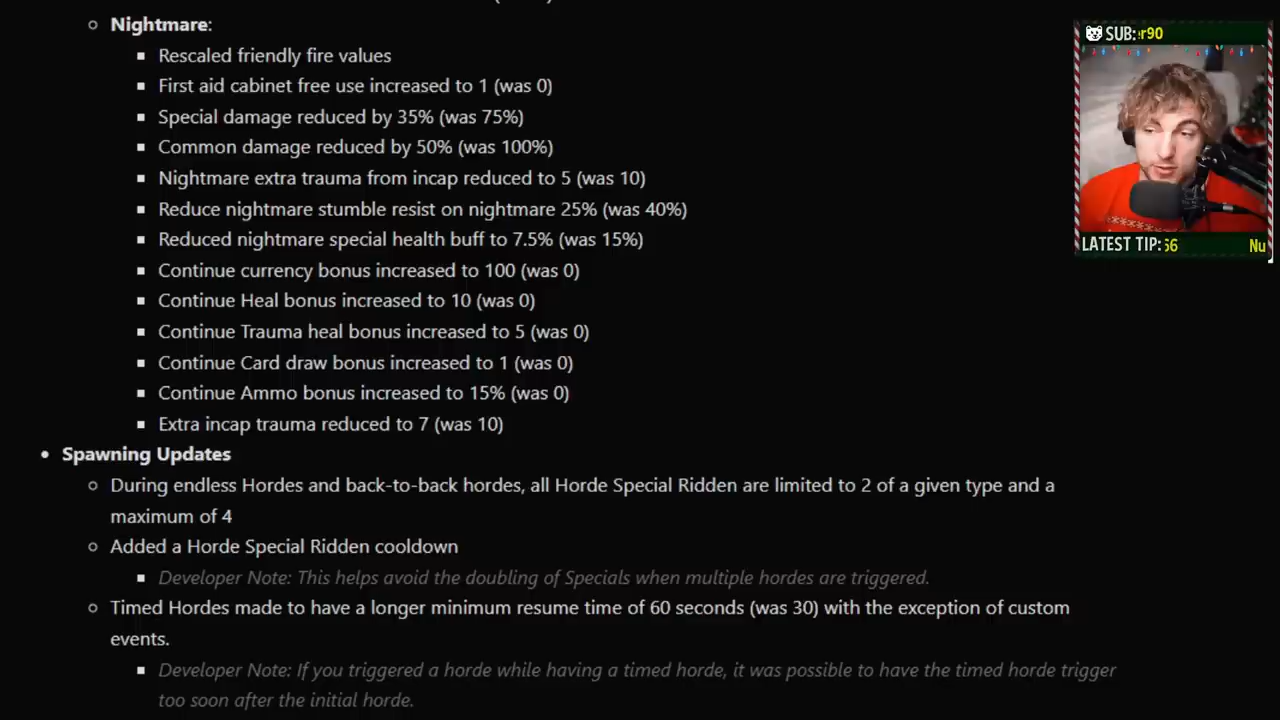 Nightmare:
Rescaled friendly fire values
First aid cabinet free use increased to 1 (was 0)
Special damage reduced by 35% (was 75%)
Common damage reduced by 50% (was 100%)
Nightmare extra trauma from incap reduced to 5 (was 10)
Reduce nightmare stumble resist on nightmare 25% (was 40%)
Reduced nightmare special health buff to 7.5% (was 15%)
Continue currency bonus increased to 100 (was 0)
Continue Heal bonus increased to 10 (was 0)
Continue Trauma heal bonus increased to 5 (was 0)
Continue Card draw bonus increased to 1 (was 0)
Continue Ammo bonus increased to 15% (was 0)
Extra incap trauma reduced to 7 (was 10)
Spawning Updates
During endless Hordes and back-to-back hordes, all Horde Special Ridden are limited to 2 of a given type and a
maximum of 4
Added a Horde Special Ridden cooldown
Developer Note: This helps avoid the doubling of Specials when multiple hordes are triggered.
Timed Hordes made to have a longer minimum resume time of 60 seconds (was 30) with the exception of custom
events.
Developer Note: If you triggered a horde while having a timed horde, it was possible to have the timed horde trigger
too soon after the initial horde.
SUB: r90
LATEST TIP: 56 Nu